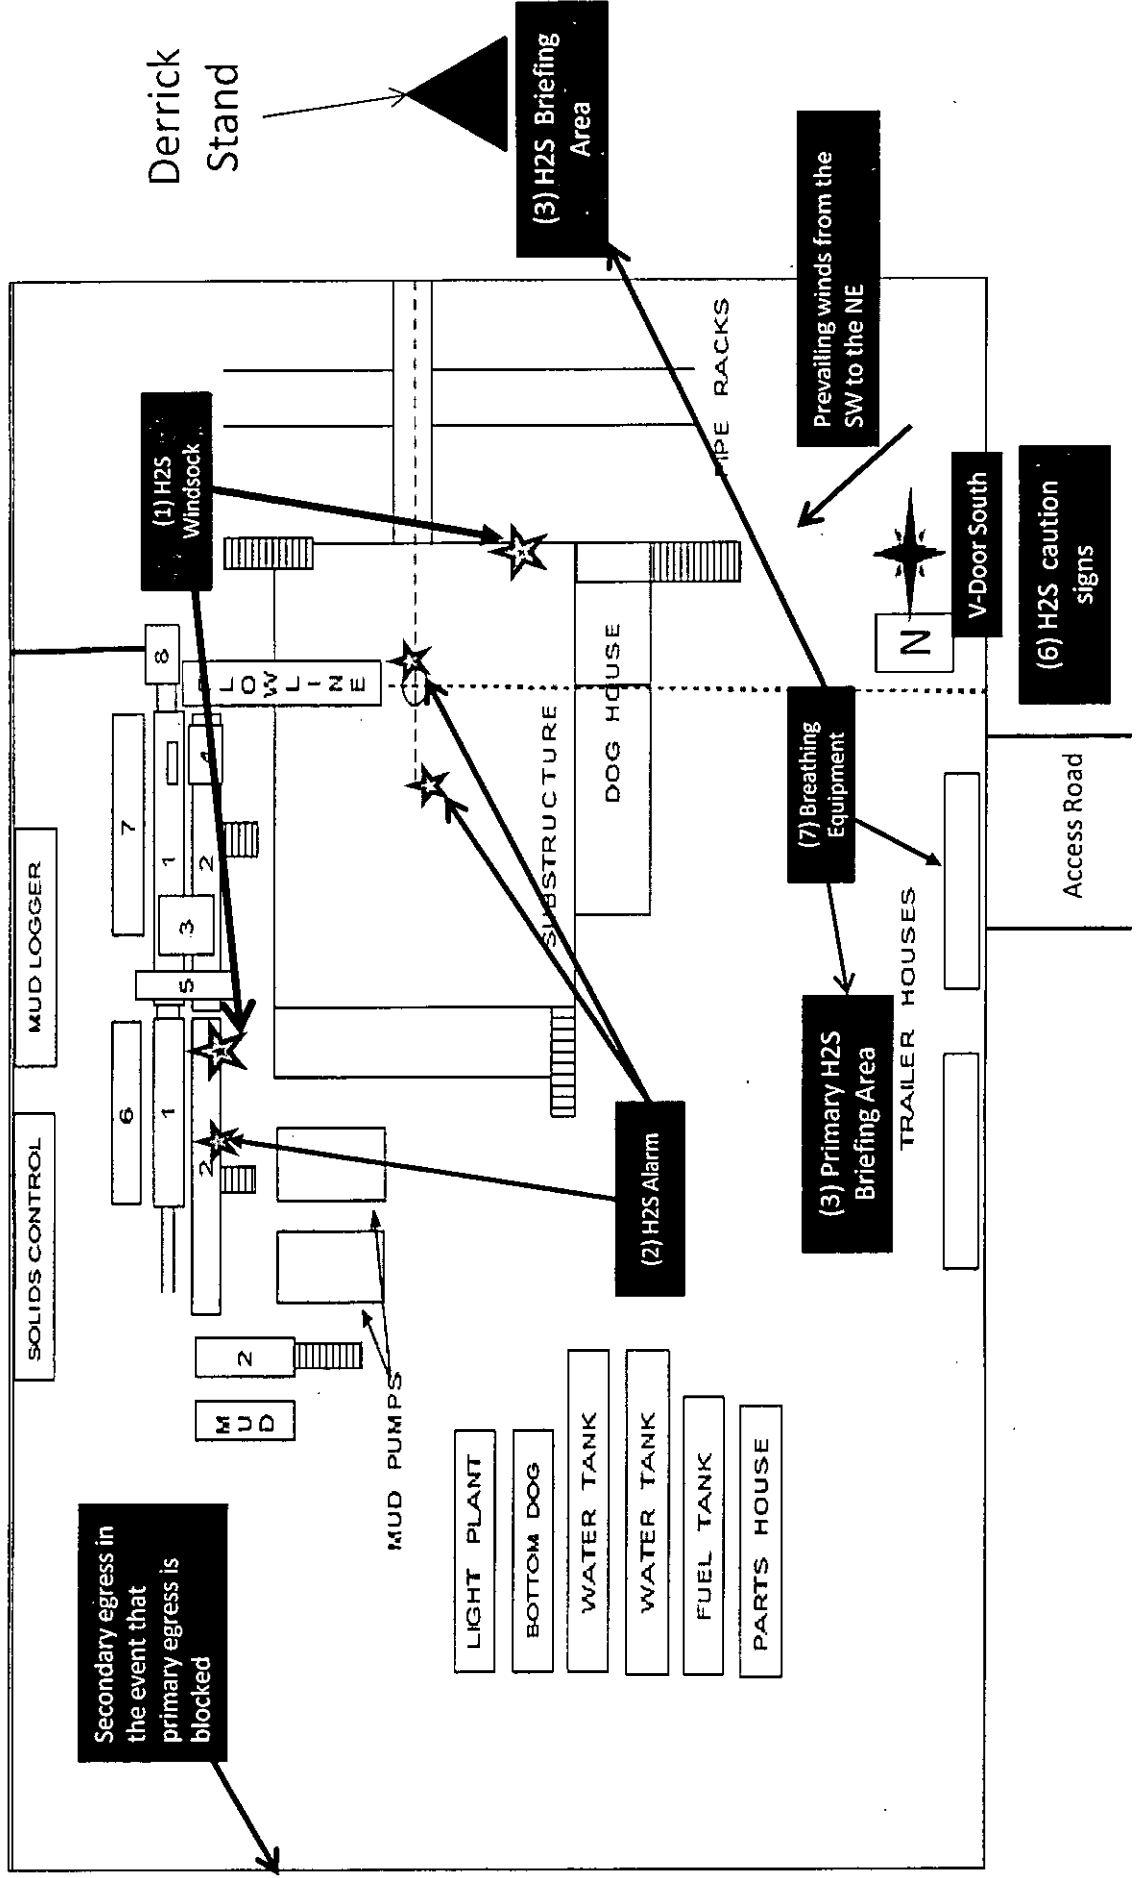 Derrick
Stand
(3) H2S Briefing
Area
(1) H2S
Windsock
Prevailing winds from the
SW to the NE
PIPE RACKS
V-Door South
N
(6) H2S caution
signs
8
FLOWLINE
7
1
2
3
4
5
MUD LOGGER
SUBSTRUCTURE
DOG HOUSE
(7) Breathing
Equipment
Access Road
TRAILER HOUSES
(3) Primary H2S
Briefing Area
(2) H2S Alarm
SOLIDS CONTROL
6
1
2
2
MUD
MUD PUMPS
LIGHT PLANT
BOTTOM DOG
WATER TANK
WATER TANK
FUEL TANK
PARTS HOUSE
Secondary egress in
the event that
primary egress is
blocked